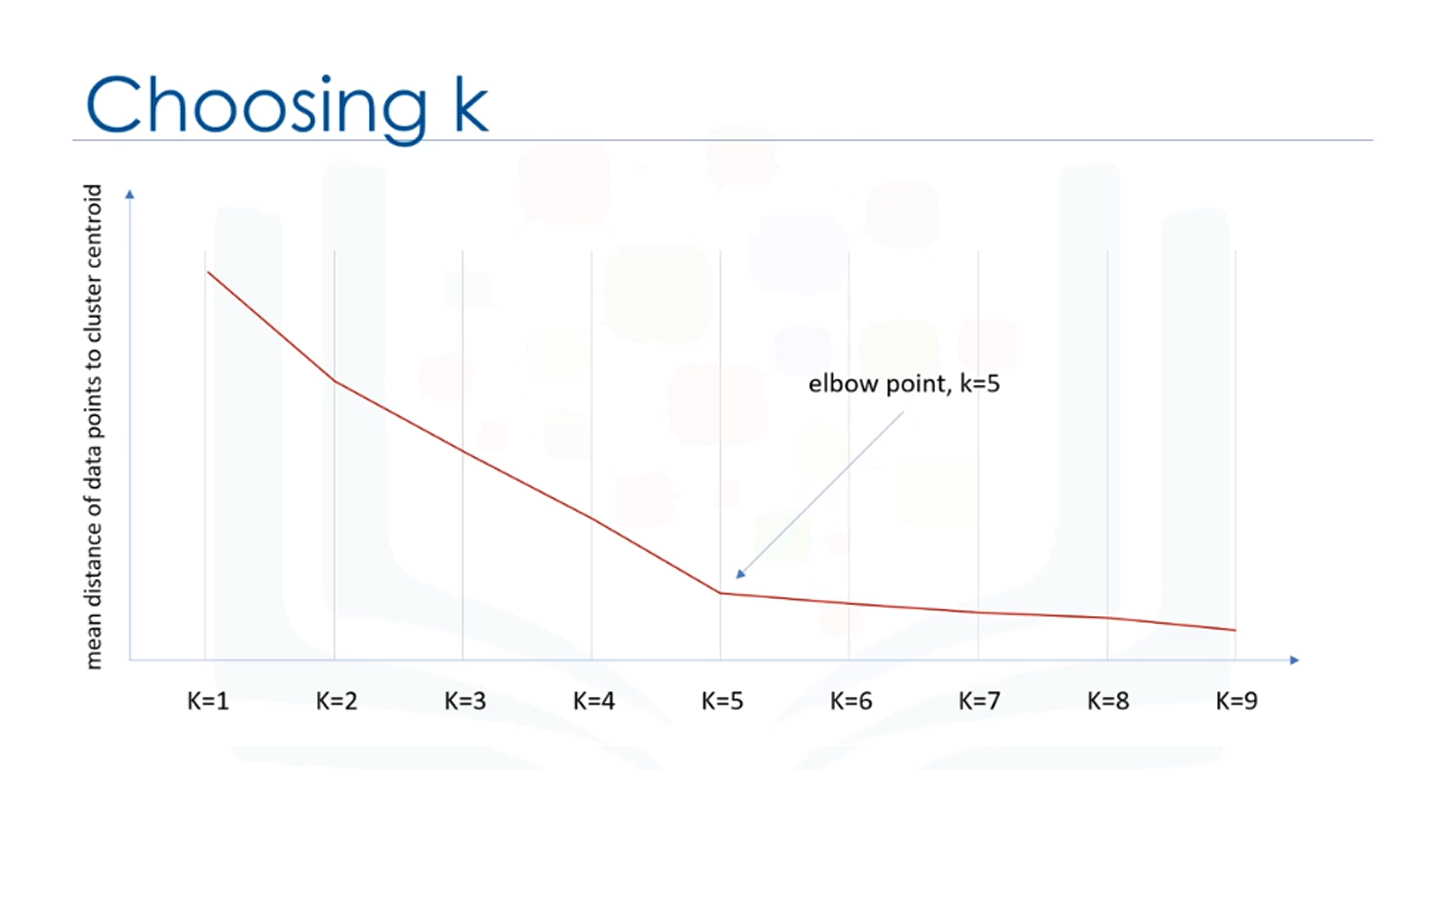 Choosing k
mean distance of data points to cluster centroid
elbow point, k=5
K=1 K=2 K=3 K=4 K=5 K=6 K=7 K=8 K=9